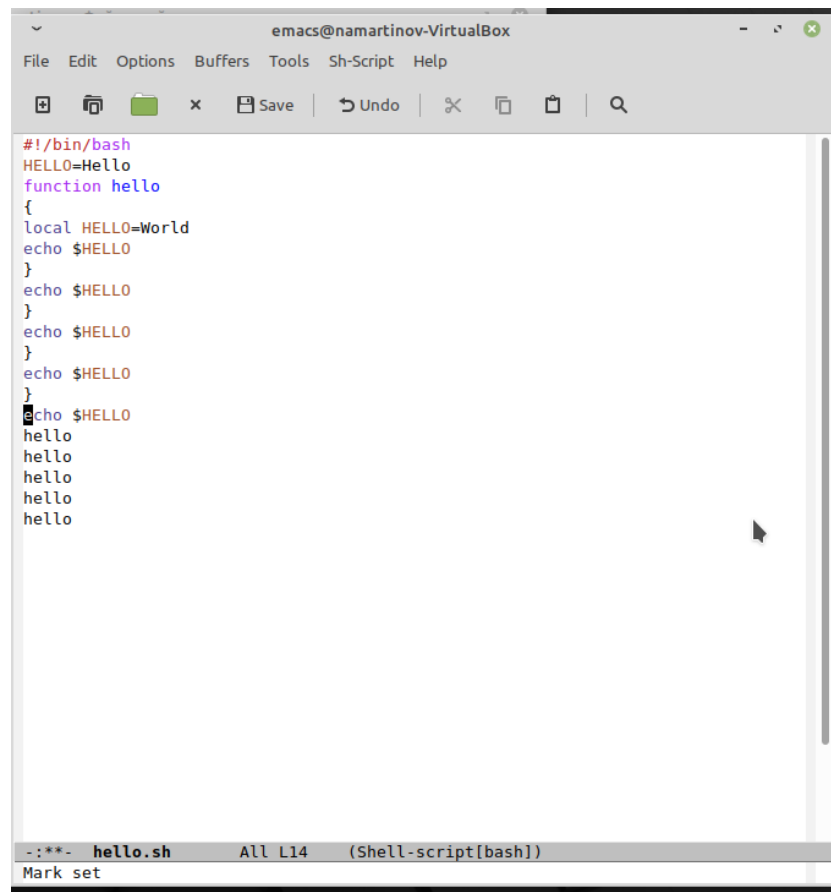 emacs@namartinov-VirtualBox
File Edit Options Buffers Tools Sh-Script Help
Save Undo
#!/bin/bash
HELLO=Hello
function hello
{
local HELLO=World
echo $HELLO
}
echo $HELLO
}
echo $HELLO
}
echo $HELLO
}
echo $HELLO
hello
hello
hello
hello
hello
-:**- hello.sh All L14 (Shell-script[bash])
Mark set